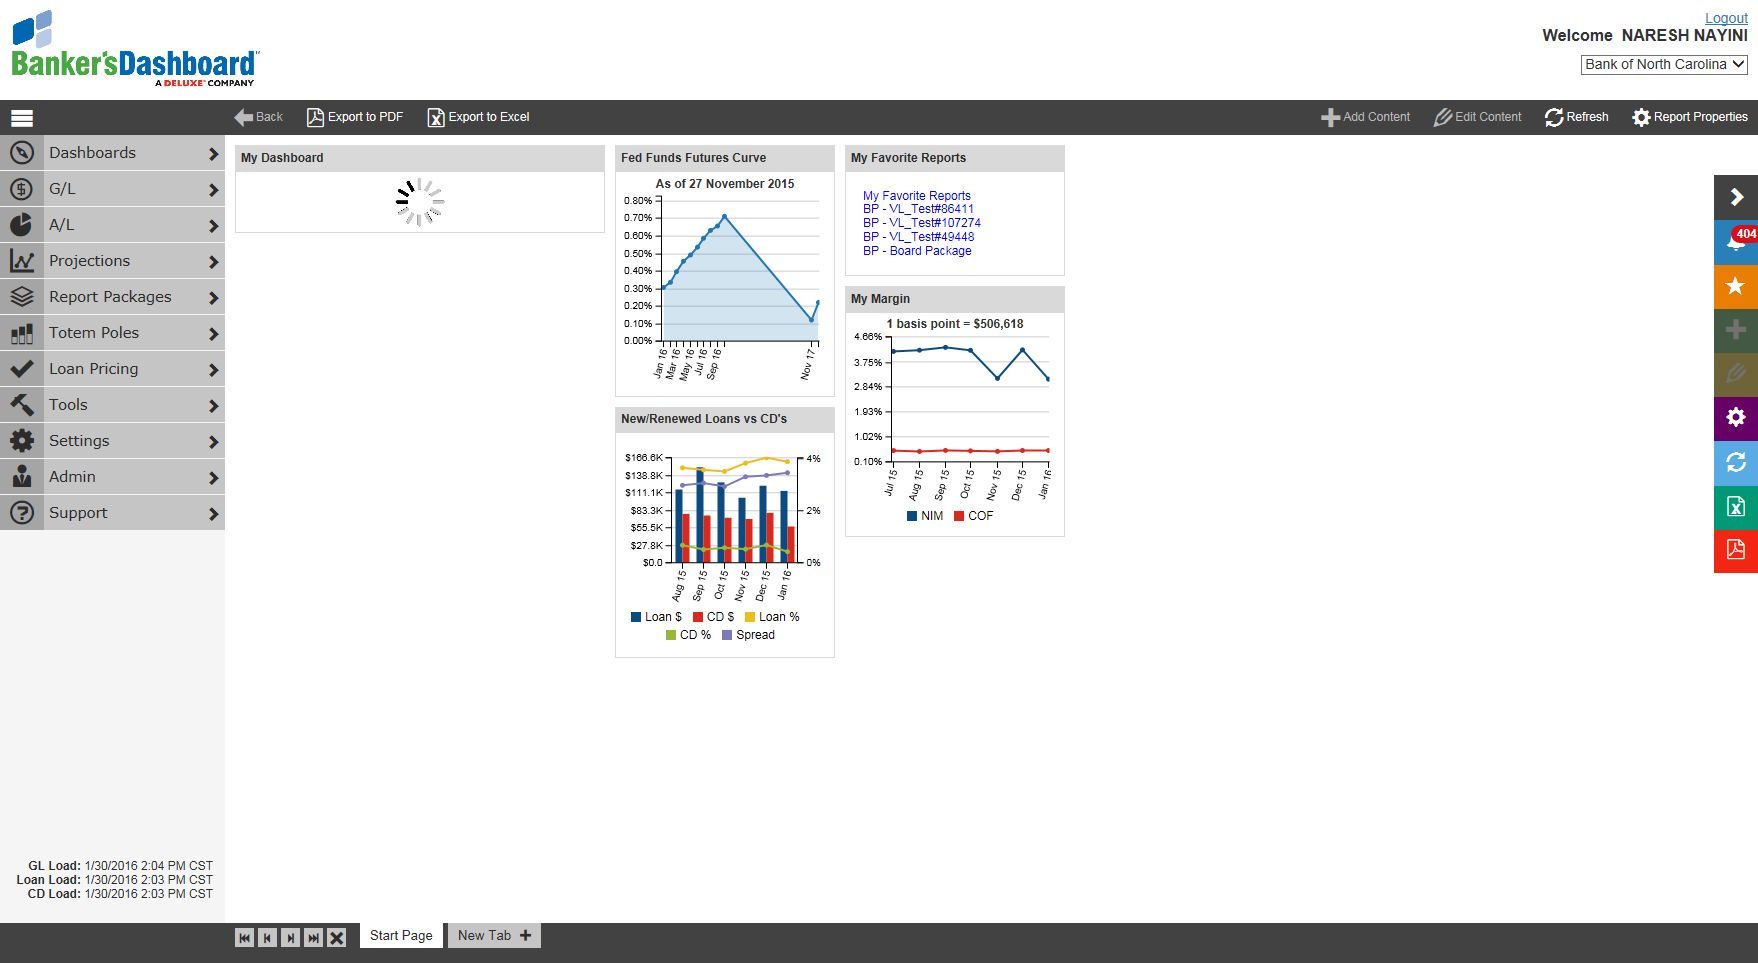 Logout
Welcome NARESH NAYINI
Bank of North Carolina
Banker'sDashboard
A DELUXE COMPANY
Back
Export to PDF
Export to Excel
Add Content
Edit Content
Refresh
Report Properties
Dashboards
G/L
A/L
Projections
Report Packages
Totem Poles
Loan Pricing
Tools
Settings
Admin
Support
My Dashboard
Fed Funds Futures Curve
As of 27 November 2015
0.80%
0.70%
0.60%
0.50%
0.40%
0.30%
0.20%
0.10%
0.00%
Jan 16
Mar 16
May 16
Jul 16
Sep 16
Nov 17
New/Renewed Loans vs CD's
$166.6K
$138.8K
$111.1K
$83.3K
$55.5K
$27.8K
$0.0
4%
2%
0%
Aug 15
Sep 15
Oct 15
Nov 15
Dec 15
Jan 16
Loan $ CD $ Loan %
CD % Spread
My Favorite Reports
My Favorite Reports
BP - VL_Test#86411
BP - VL_Test#107274
BP - VL_Test#49448
BP - Board Package
My Margin
1 basis point = $506,618
4.66%
3.75%
2.84%
1.93%
1.02%
0.10%
Jul 15
Aug 15
Sep 15
Oct 15
Nov 15
Dec 15
Jan 16
NIM COF
404
GL Load: 1/30/2016 2:04 PM CST
Loan Load: 1/30/2016 2:03 PM CST
CD Load: 1/30/2016 2:03 PM CST
Start Page
New Tab